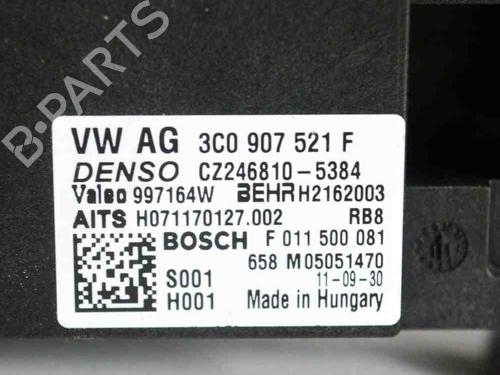 VW AG 3C0 907 521 F
DENSO CZ246810-5384
Valeo 997164W BEHR H2162003
AITS H071170127.002 RB8
BOSCH F 011 500 081
658 M05051470
S001 11-09-30
H001 Made in Hungary
B-Parts